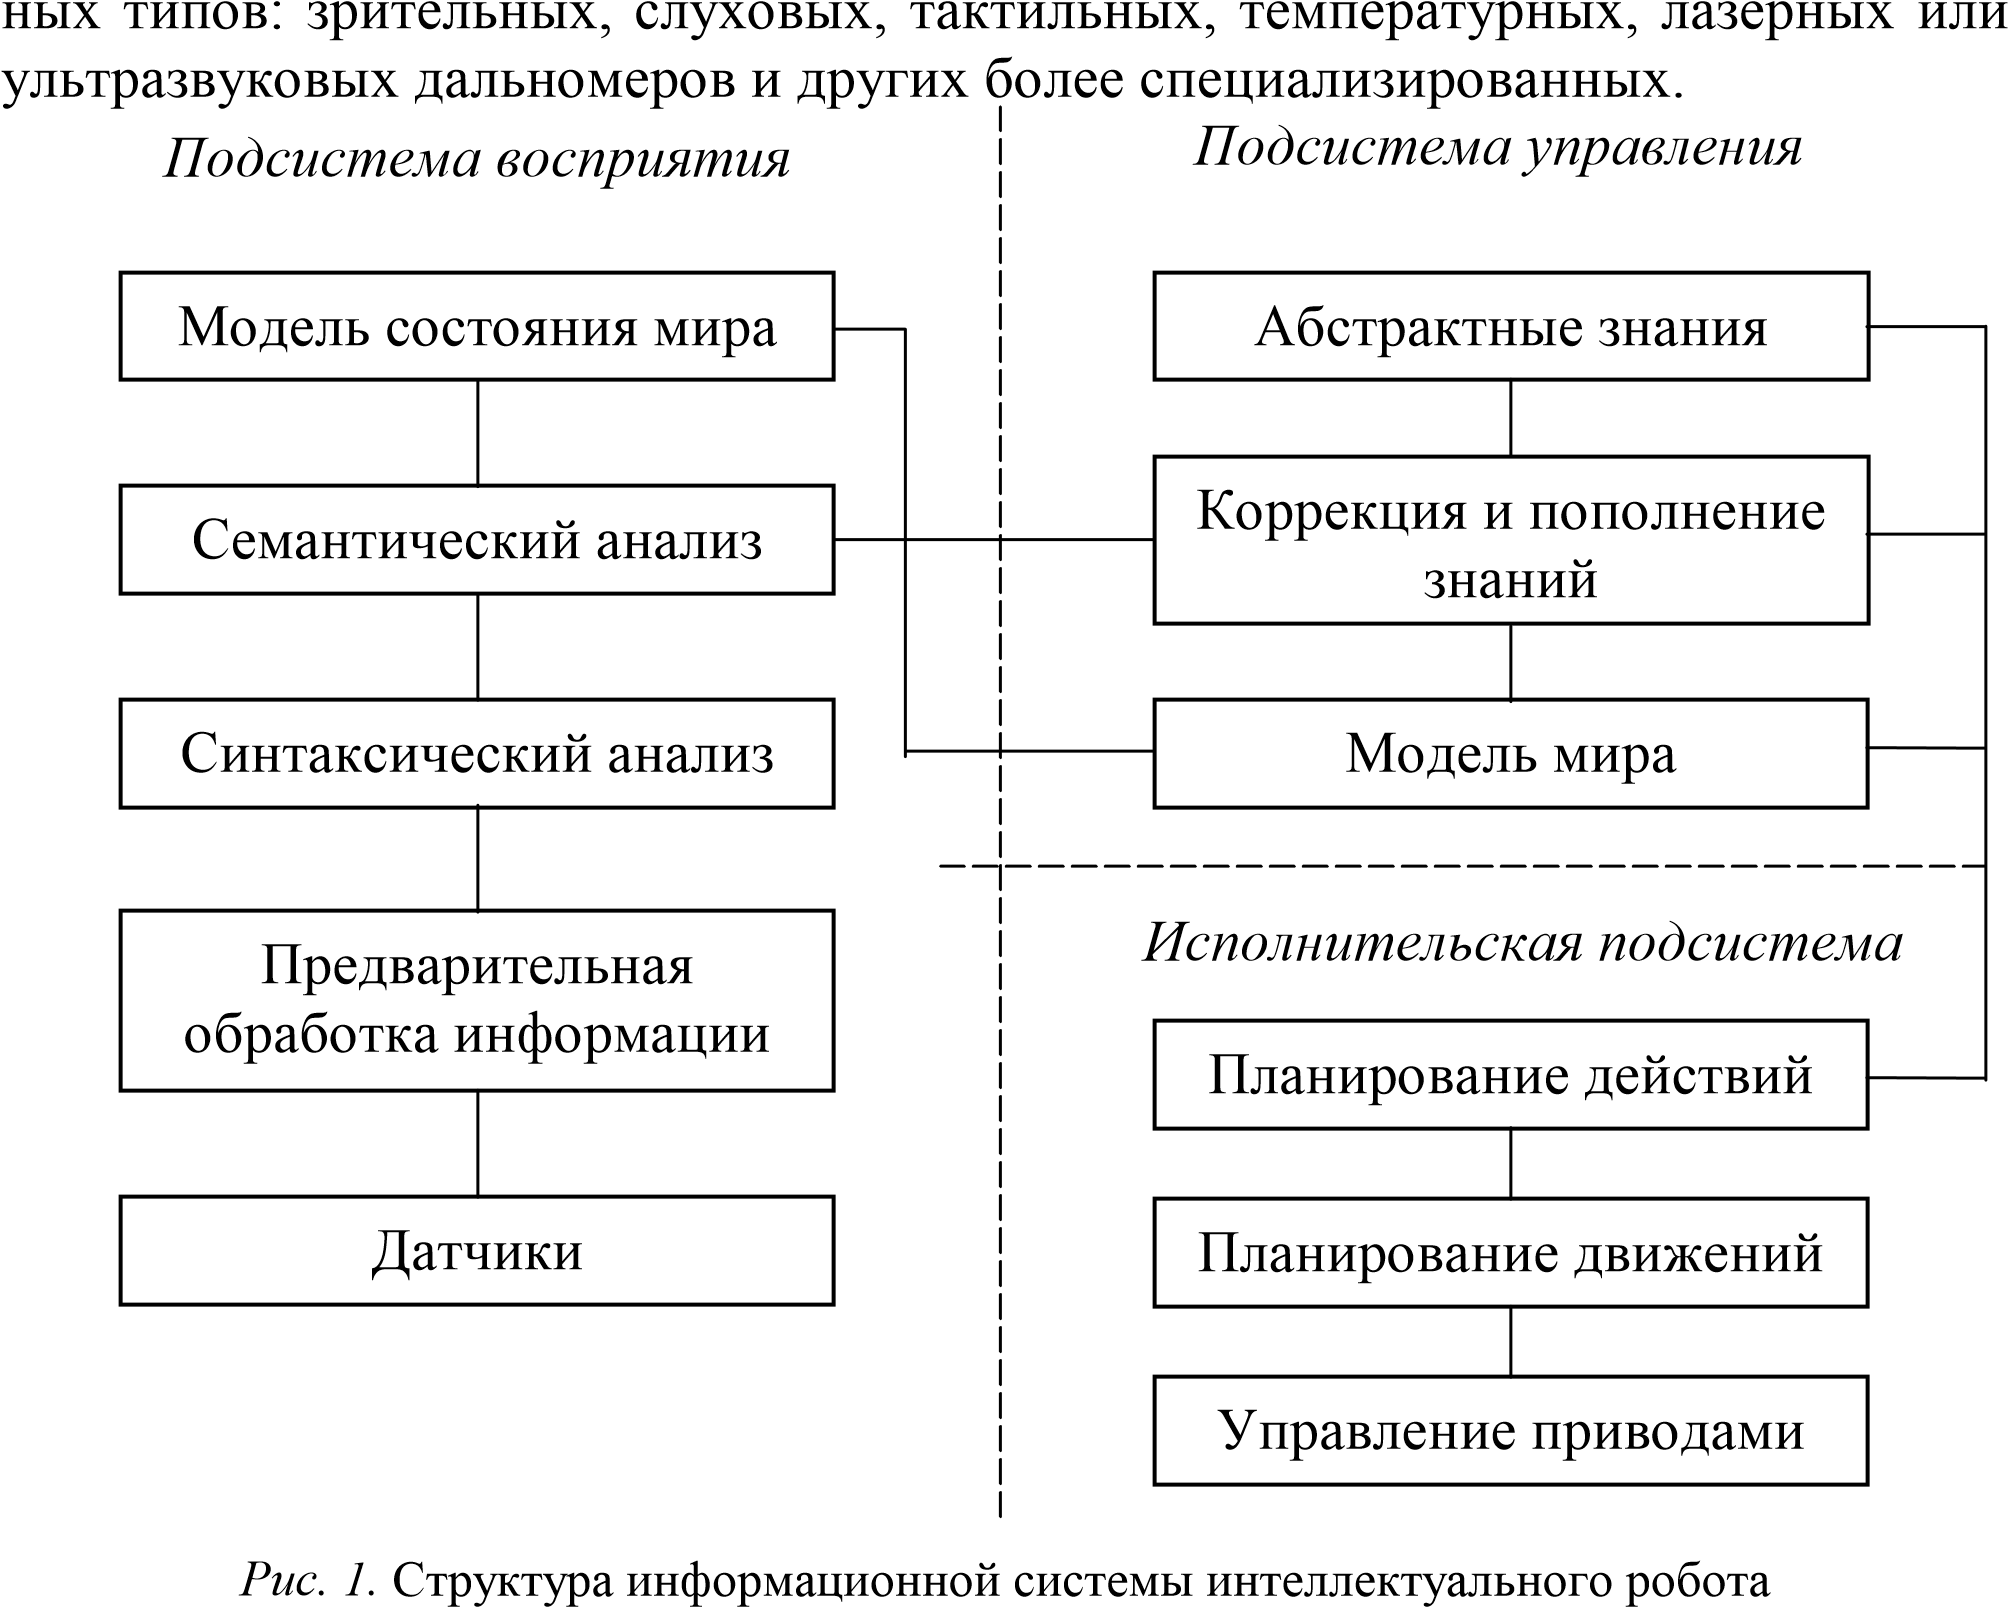 ных типов: зрительных, слуховых, тактильных, температурных, лазерных или
ультразвуковых дальномеров и других более специализированных.
Подсистема восприятия
Модель состояния мира
Семантический анализ
Синтаксический анализ
Предварительная
обработка информации
Датчики
Подсистема управления
Абстрактные знания
Коррекция и пополнение
знаний
Модель мира
Исполнительская подсистема
Планирование действий
Планирование движений
Управление приводами
Рис. 1. Структура информационной системы интеллектуального робота